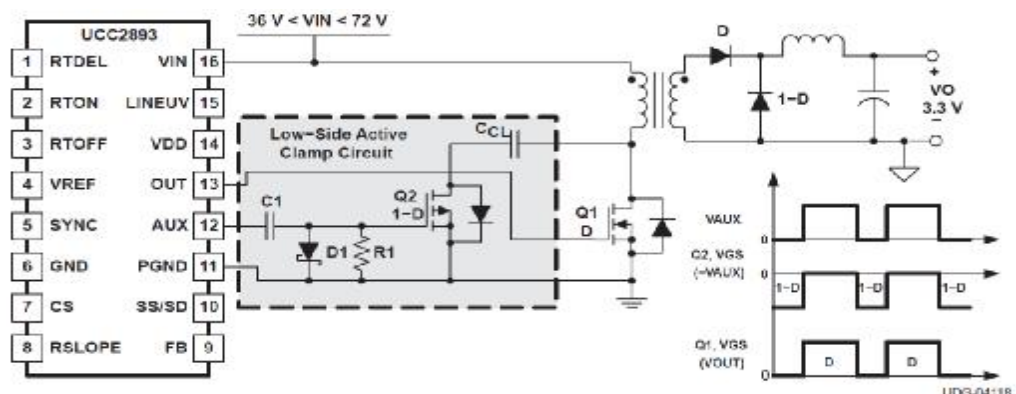 36 V < VIN < 72 V
UCC2893
1 RTDEL VIN 16
2 RTON LINEUV 15
3 RTOFF VDD 14
4 VREF OUT 13
5 SYNC AUX 12
6 GND PGND 11
7 CS SS/SD 10
8 RSLOPE FB 9
Low-Side Active
Clamp Circuit
CCL
C1
Q2
1-D
D1
R1
Q1
D
D
1-D
+
VO
3.3 V
-
VAUX
0
Q2, VGS
(-VAUX)
0
1-D 1-D 1-D
Q1, VGS
(VOUT)
0
D D
UDG-04118